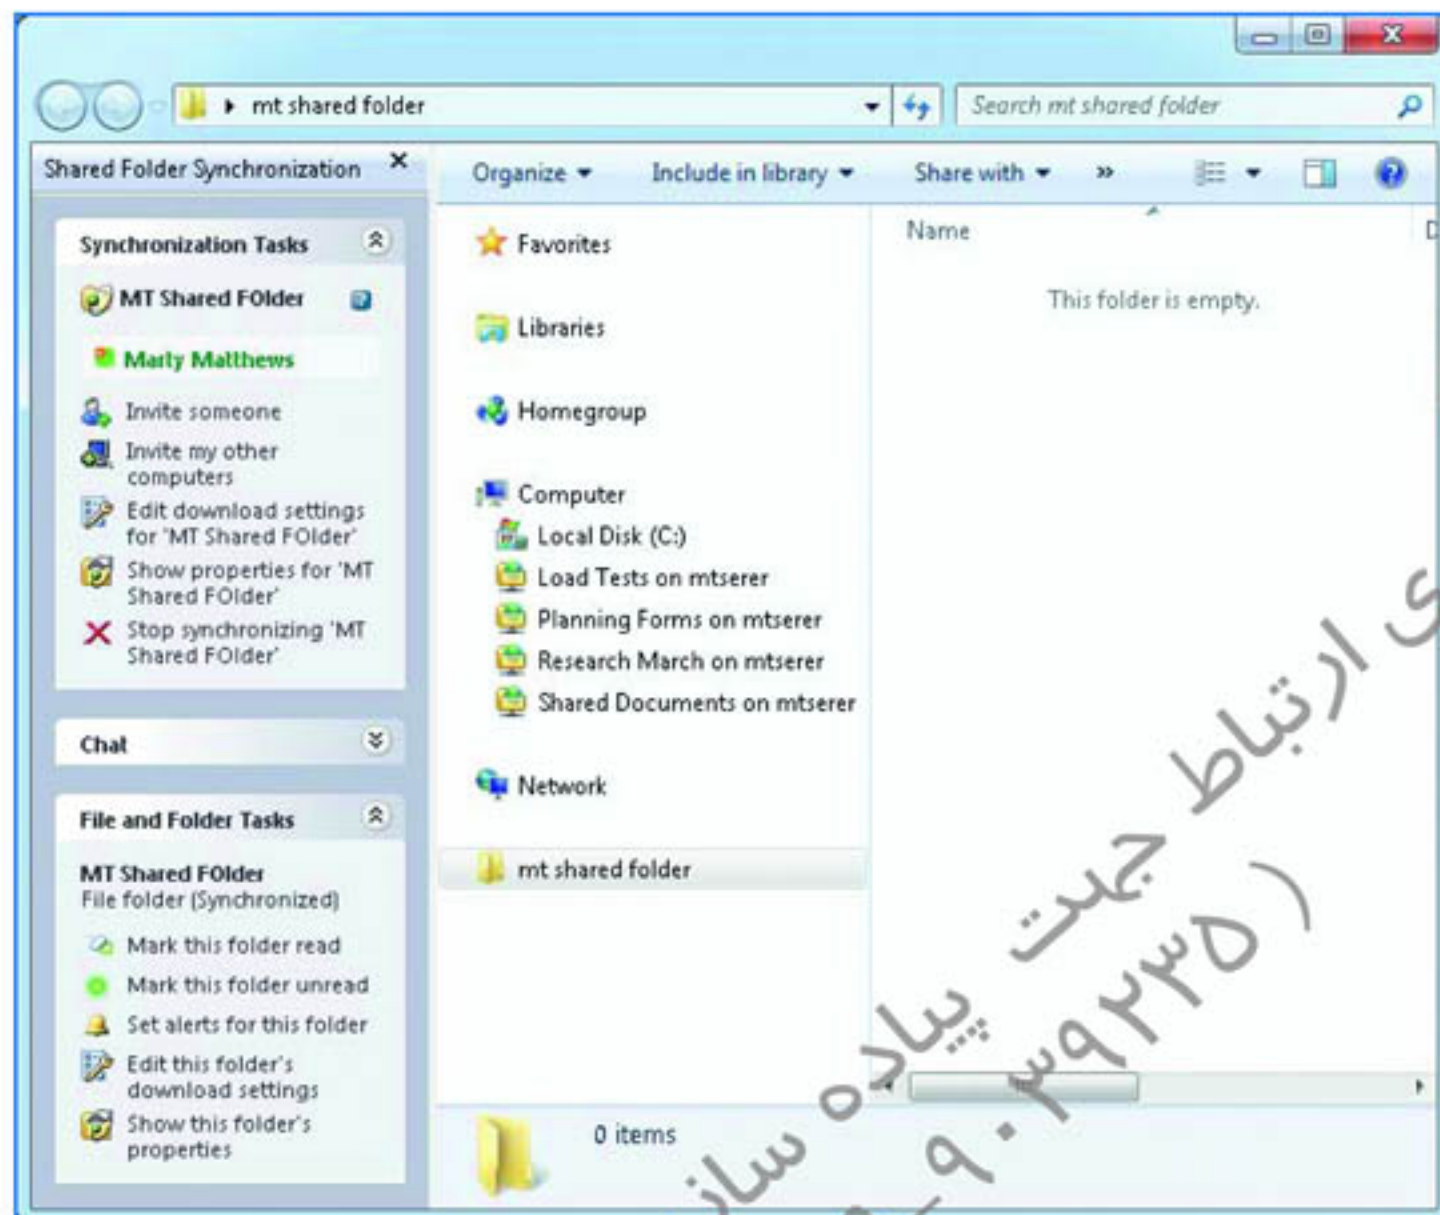 mt shared folder
Search mt shared folder
Shared Folder Synchronization
Organize
Include in library
Share with
»
Synchronization Tasks
MT Shared FOlder
Marty Matthews
Invite someone
Invite my other
computers
Edit download settings
for 'MT Shared FOlder'
Show properties for 'MT
Shared FOlder'
Stop synchronizing 'MT
Shared FOlder'
Chat
File and Folder Tasks
MT Shared FOlder
File folder (Synchronized)
Mark this folder read
Mark this folder unread
Set alerts for this folder
Edit this folder's
download settings
Show this folder's
properties
Favorites
Libraries
Homegroup
Computer
Local Disk (C:)
Load Tests on mtserer
Planning Forms on mtserer
Research March on mtserer
Shared Documents on mtserer
Network
mt shared folder
Name
D
This folder is empty.
0 items
ارتباط جهت پیاده
۹۰۳۹۲۳۵ )